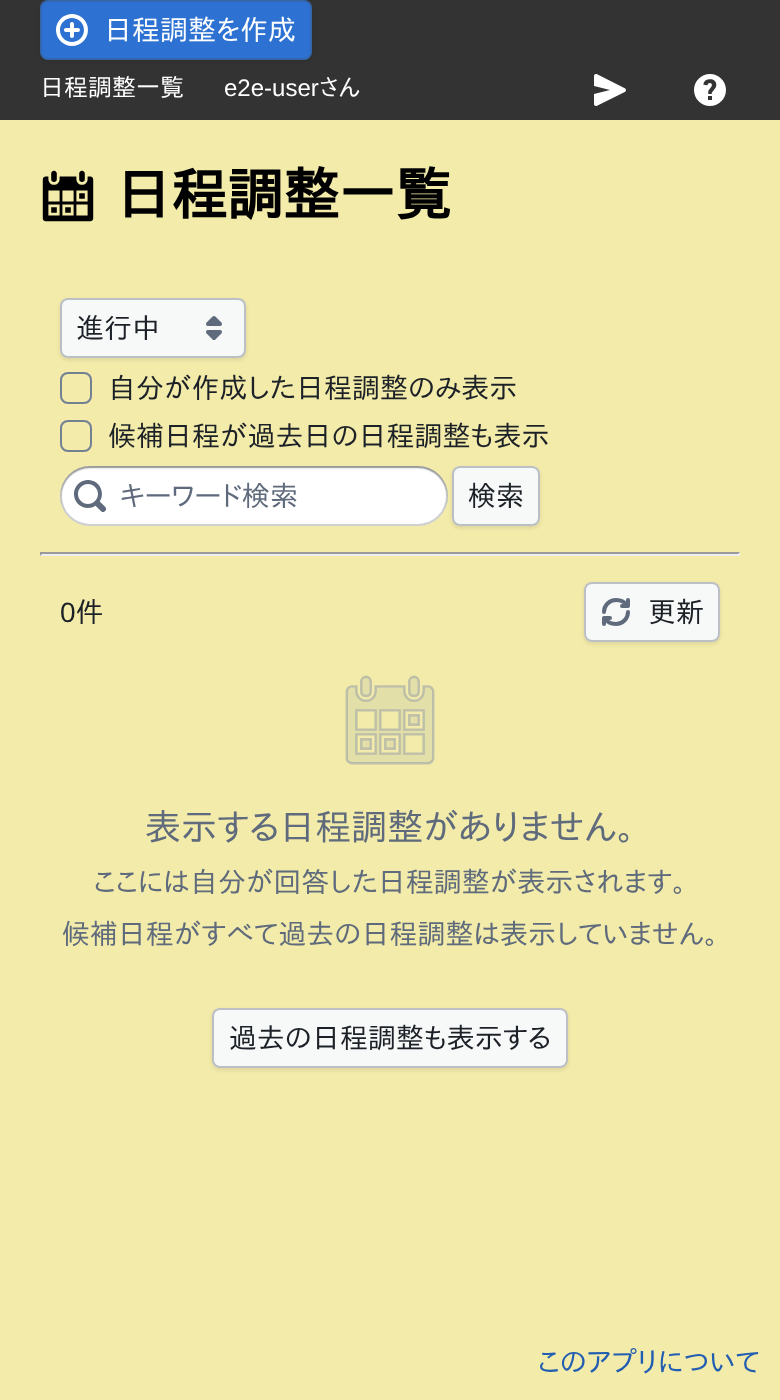 日程調整を作成
日程調整一覧 e2e-userさん
日程調整一覧
進行中
自分が作成した日程調整のみ表示
候補日程が過去日の日程調整も表示
キーワード検索 検索
0件 更新
表示する日程調整がありません。
ここには自分が回答した日程調整が表示されます。
候補日程がすべて過去の日程調整は表示していません。
過去の日程調整も表示する
このアプリについて